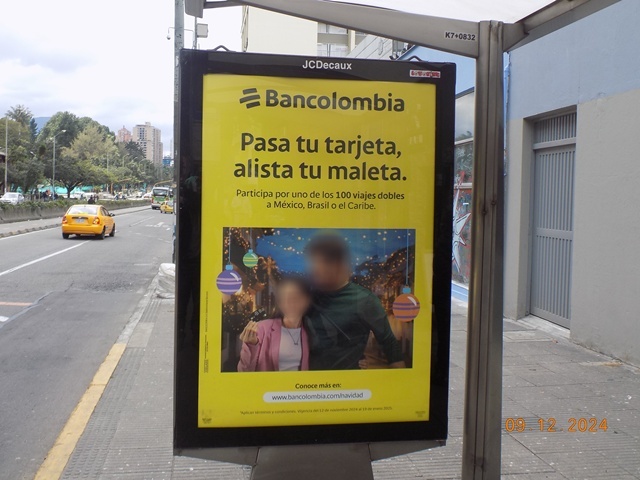 K7+0832
JCDecaux
Bancolombia
Pasa tu tarjeta,
alista tu maleta.
Participa por uno de los 100 viajes dobles
a México, Brasil o el Caribe.
Conoce más en:
www.bancolombia.com/navidad
09.12.2024